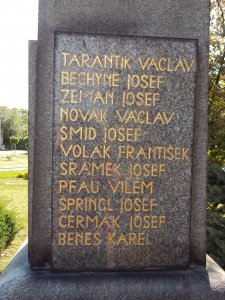 TARANTÍK VÁCLAV
BECHYNĚ JOSEF
ZEMAN JOSEF
NOVÁK VÁCLAV
ŠMÍD JOSEF
VOLÁK FRANTIŠEK
ŠRÁMEK JOSEF
PFAU VILÉM
ŠPRINGL JOSEF
ČERMÁK JOSEF
BENEŠ KAREL